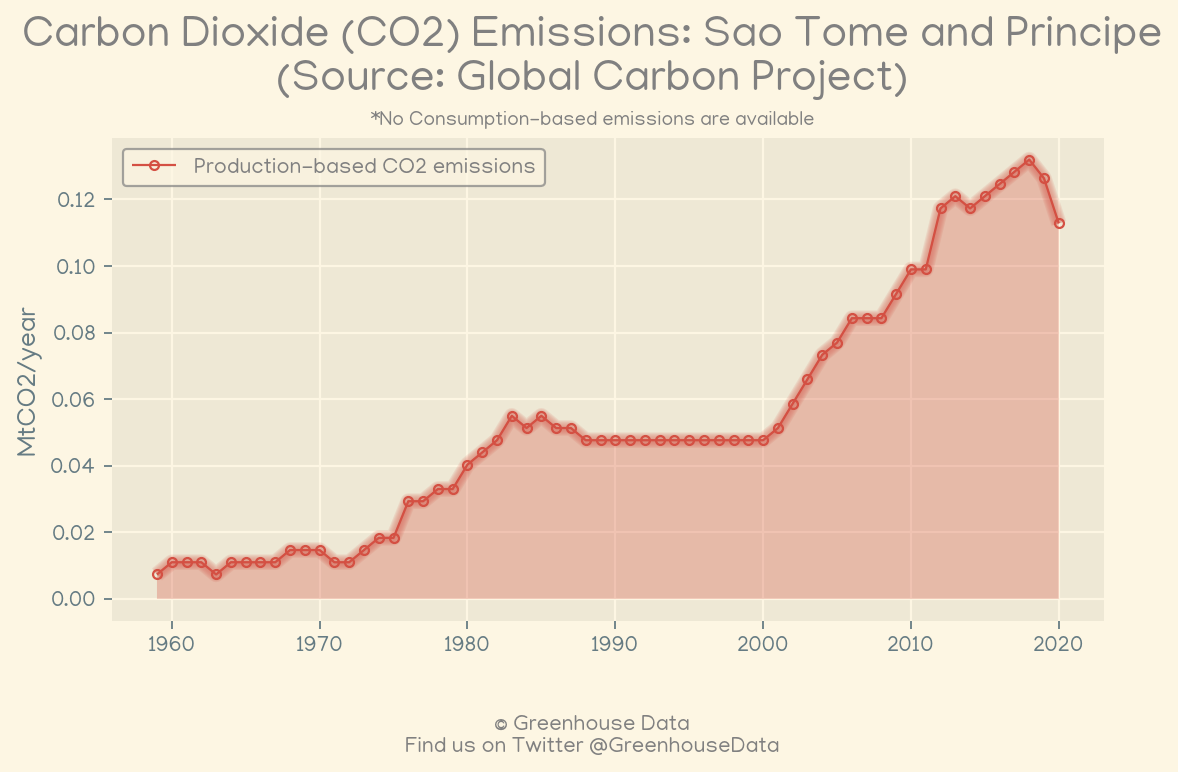 Carbon Dioxide (CO2) Emissions: Sao Tome and Principe
(Source: Global Carbon Project)
*No Consumption-based emissions are available
Production-based CO2 emissions
MtCO2/year
0.12
0.10
0.08
0.06
0.04
0.02
0.00
1960 1970 1980 1990 2000 2010 2020
© Greenhouse Data
Find us on Twitter @GreenhouseData